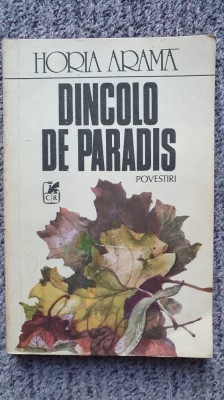 HORIA ARAMĂ
DINCOLO
DE PARADIS
POVESTIRI
CR